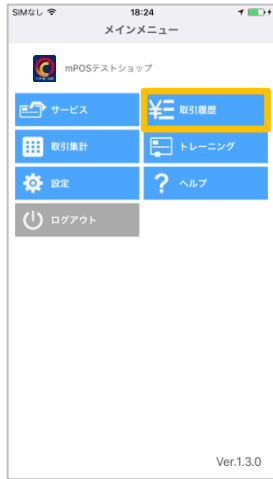 SIMなし 18:24
メインメニュー
mPOSテストショップ
サービス 取引履歴
取引集計 トレーニング
設定 ヘルプ
ログアウト
Ver.1.3.0